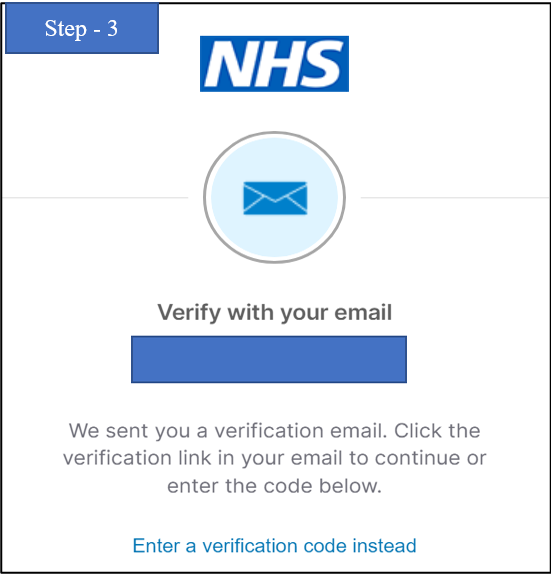 Step - 3
NHS
Verify with your email
We sent you a verification email. Click the
verification link in your email to continue or
enter the code below.
Enter a verification code instead